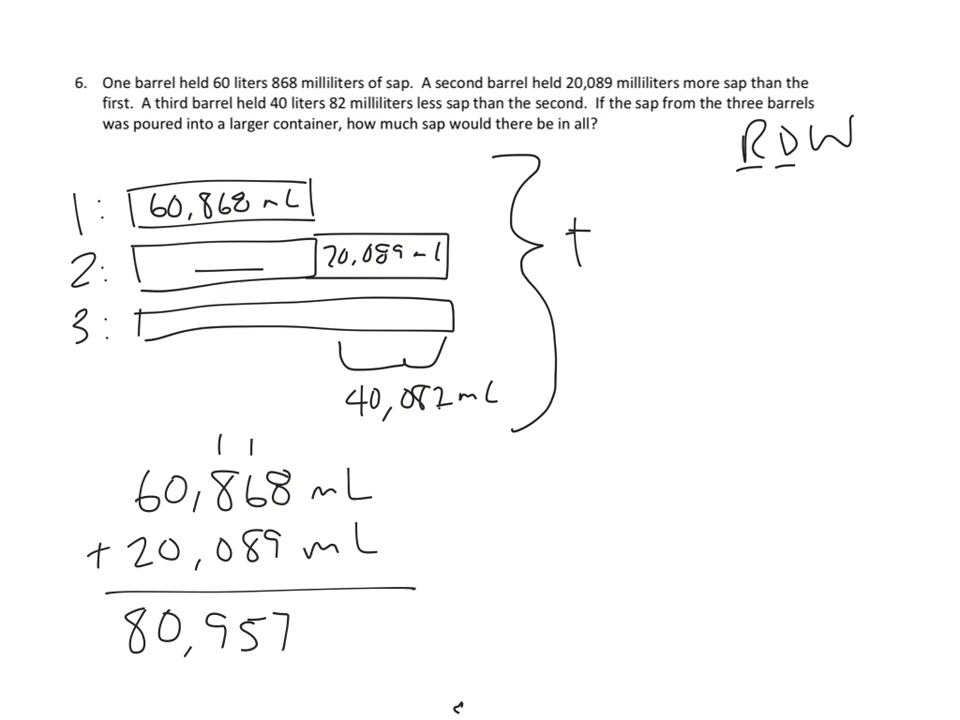 6. One barrel held 60 liters 868 milliliters of sap. A second barrel held 20,089 milliliters more sap than the
first. A third barrel held 40 liters 82 milliliters less sap than the second. If the sap from the three barrels
was poured into a larger container, how much sap would there be in all?
RDW
1: 60,868 mL
2: 20,089 mL
t
3:
40,082 mL
1 1
60,868 mL
+ 20,089 mL
80,957